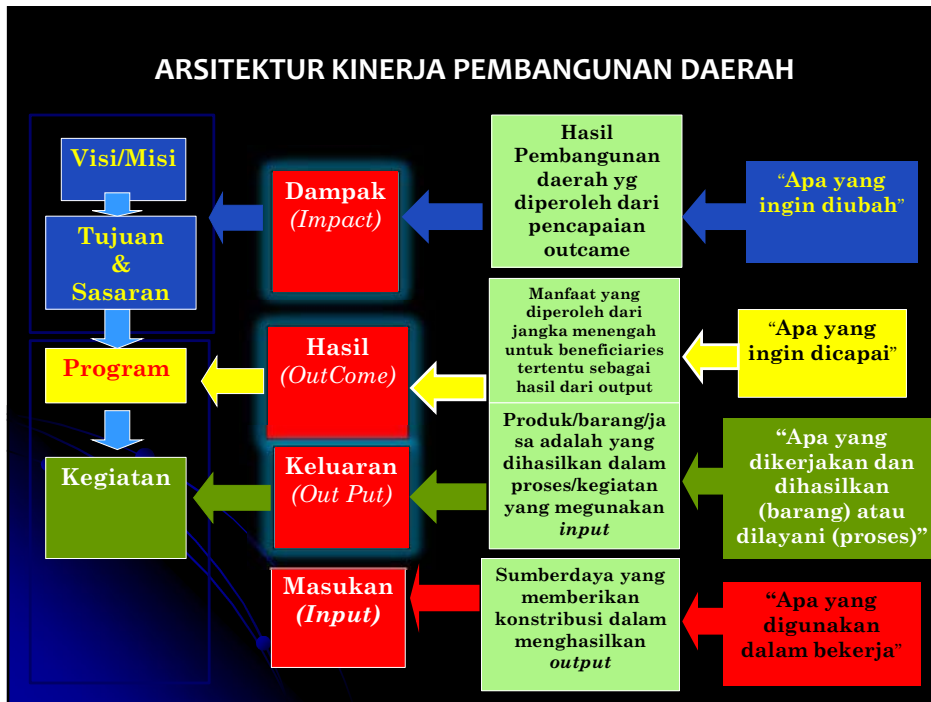 ARSITEKTUR KINERJA PEMBANGUNAN DAERAH
Visi/Misi
Tujuan
&
Sasaran
Program
Kegiatan
Dampak
(Impact)
Hasil
(OutCome)
Keluaran
(Out Put)
Masukan
(Input)
Hasil
Pembangunan
daerah yg
diperoleh dari
pencapaian
outcame
Manfaat yang
diperoleh dari
jangka menengah
untuk beneficiaries
tertentu sebagai
hasil dari output
Produk/barang/ja
sa adalah yang
dihasilkan dalam
proses/kegiatan
yang megunakan
input
Sumberdaya yang
memberikan
konstribusi dalam
menghasilkan
output
“Apa yang
ingin diubah”
“Apa yang
ingin dicapai”
“Apa yang
dikerjakan dan
dihasilkan
(barang) atau
dilayani (proses)”
“Apa yang
digunakan
dalam bekerja”